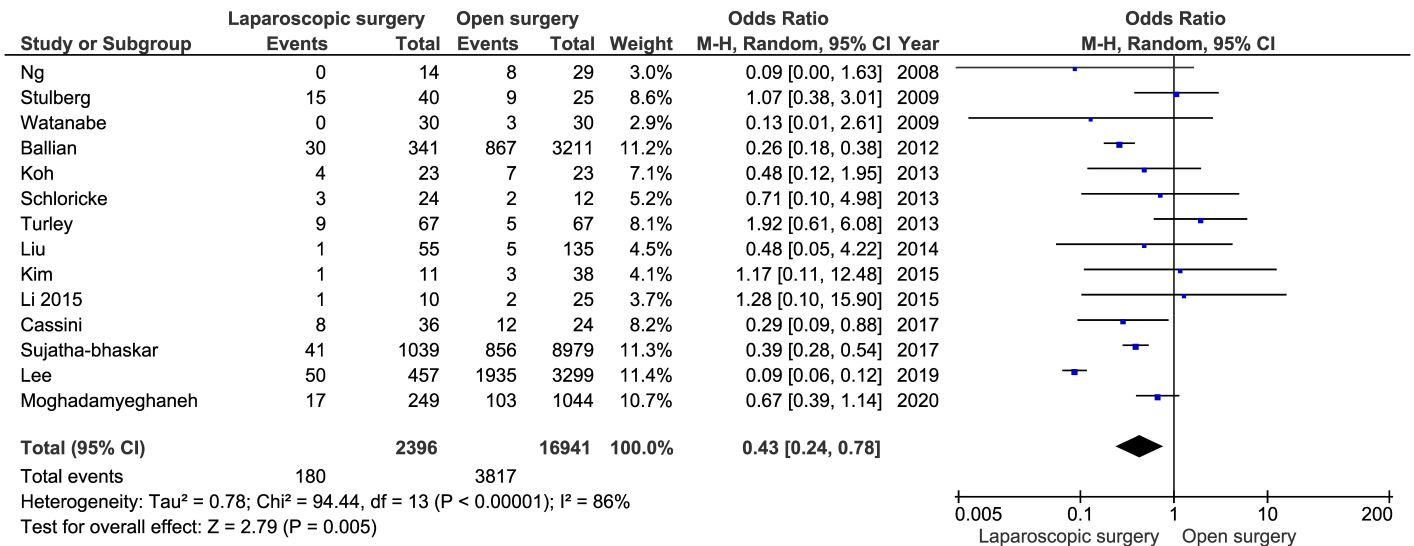 Laparoscopic surgery Open surgery Odds Ratio Odds Ratio
Study or Subgroup Events Total Events Total Weight M-H, Random, 95% CI Year M-H, Random, 95% CI
Ng 0 14 8 29 3.0% 0.09 [0.00, 1.63] 2008
Stulberg 15 40 9 25 8.6% 1.07 [0.38, 3.01] 2009
Watanabe 0 30 3 30 2.9% 0.13 [0.01, 2.61] 2009
Ballian 30 341 867 3211 11.2% 0.26 [0.18, 0.38] 2012
Koh 4 23 7 23 7.1% 0.48 [0.12, 1.95] 2013
Schloricke 3 24 2 12 5.2% 0.71 [0.10, 4.98] 2013
Turley 9 67 5 67 8.1% 1.92 [0.61, 6.08] 2013
Liu 1 55 5 135 4.5% 0.48 [0.05, 4.22] 2014
Kim 1 11 3 38 4.1% 1.17 [0.11, 12.48] 2015
Li 2015 1 10 2 25 3.7% 1.28 [0.10, 15.90] 2015
Cassini 8 36 12 24 8.2% 0.29 [0.09, 0.88] 2017
Sujatha-bhaskar 41 1039 856 8979 11.3% 0.39 [0.28, 0.54] 2017
Lee 50 457 1935 3299 11.4% 0.09 [0.06, 0.12] 2019
Moghadamyeghaneh 17 249 103 1044 10.7% 0.67 [0.39, 1.14] 2020
Total (95% CI) 2396 16941 100.0% 0.43 [0.24, 0.78]
Total events 180 3817
Heterogeneity: Tau² = 0.78; Chi² = 94.44, df = 13 (P < 0.00001); I² = 86%
Test for overall effect: Z = 2.79 (P = 0.005)
0.005 0.1 1 10 200
Laparoscopic surgery Open surgery